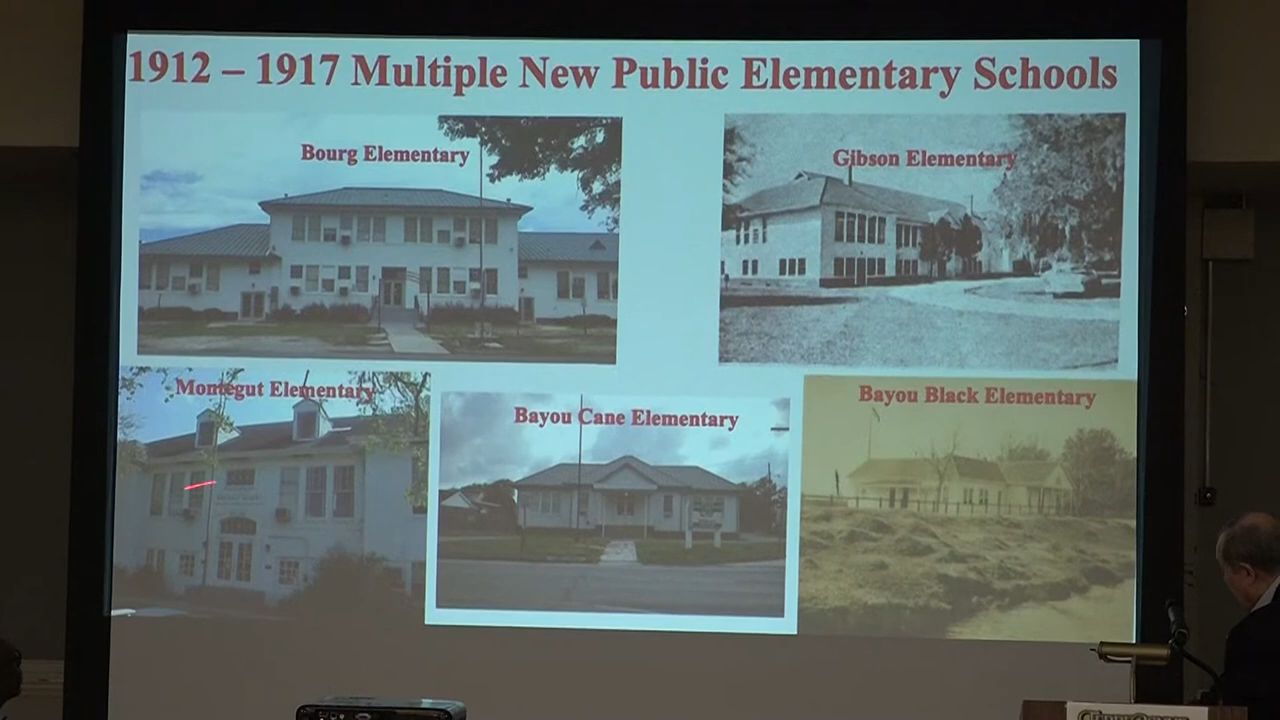 1912 – 1917 Multiple New Public Elementary Schools
Bourg Elementary
Gibson Elementary
Montegut Elementary
Bayou Cane Elementary
Bayou Black Elementary